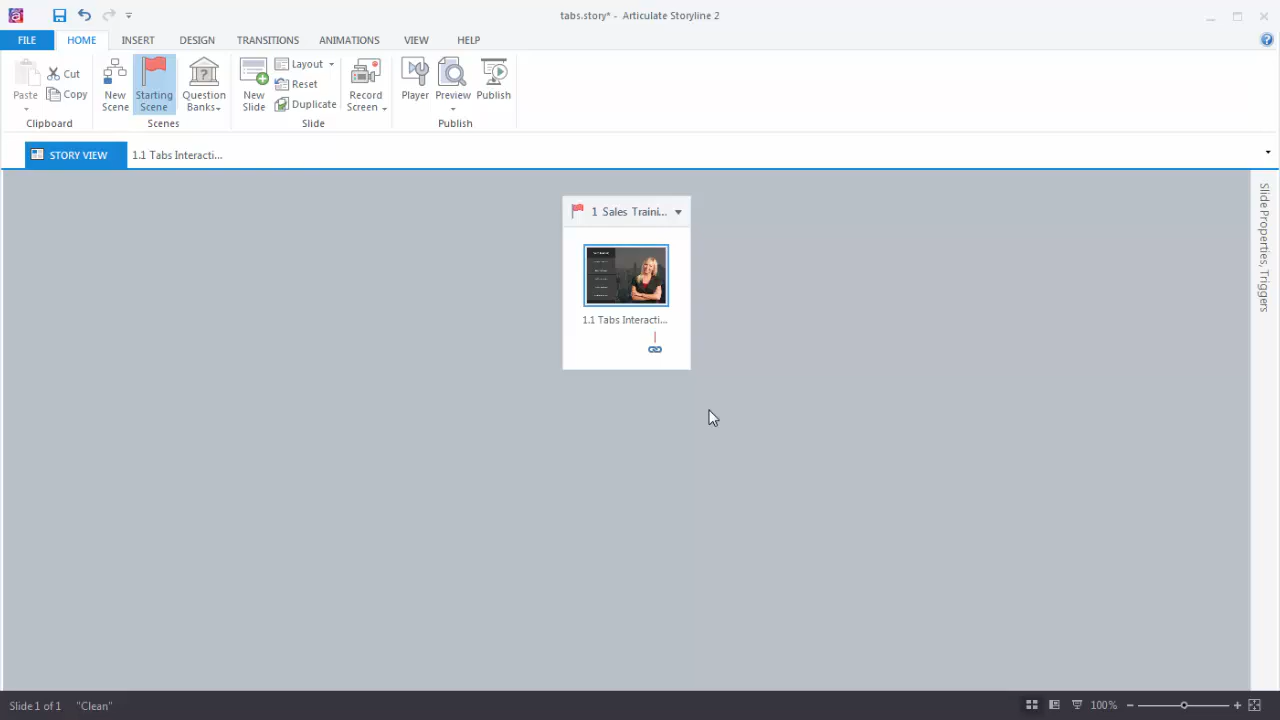 tabs.story* - Articulate Storyline 2
FILE HOME INSERT DESIGN TRANSITIONS ANIMATIONS VIEW HELP
Paste Cut Copy
Clipboard
New Scene Starting Scene Question Banks
Scenes
New Slide Layout Reset Duplicate Record Screen
Slide
Player Preview Publish
Publish
STORY VIEW 1.1 Tabs Interacti...
1 Sales Traini...
1.1 Tabs Interacti...
Slide Properties, Triggers
Slide 1 of 1 "Clean" 100%